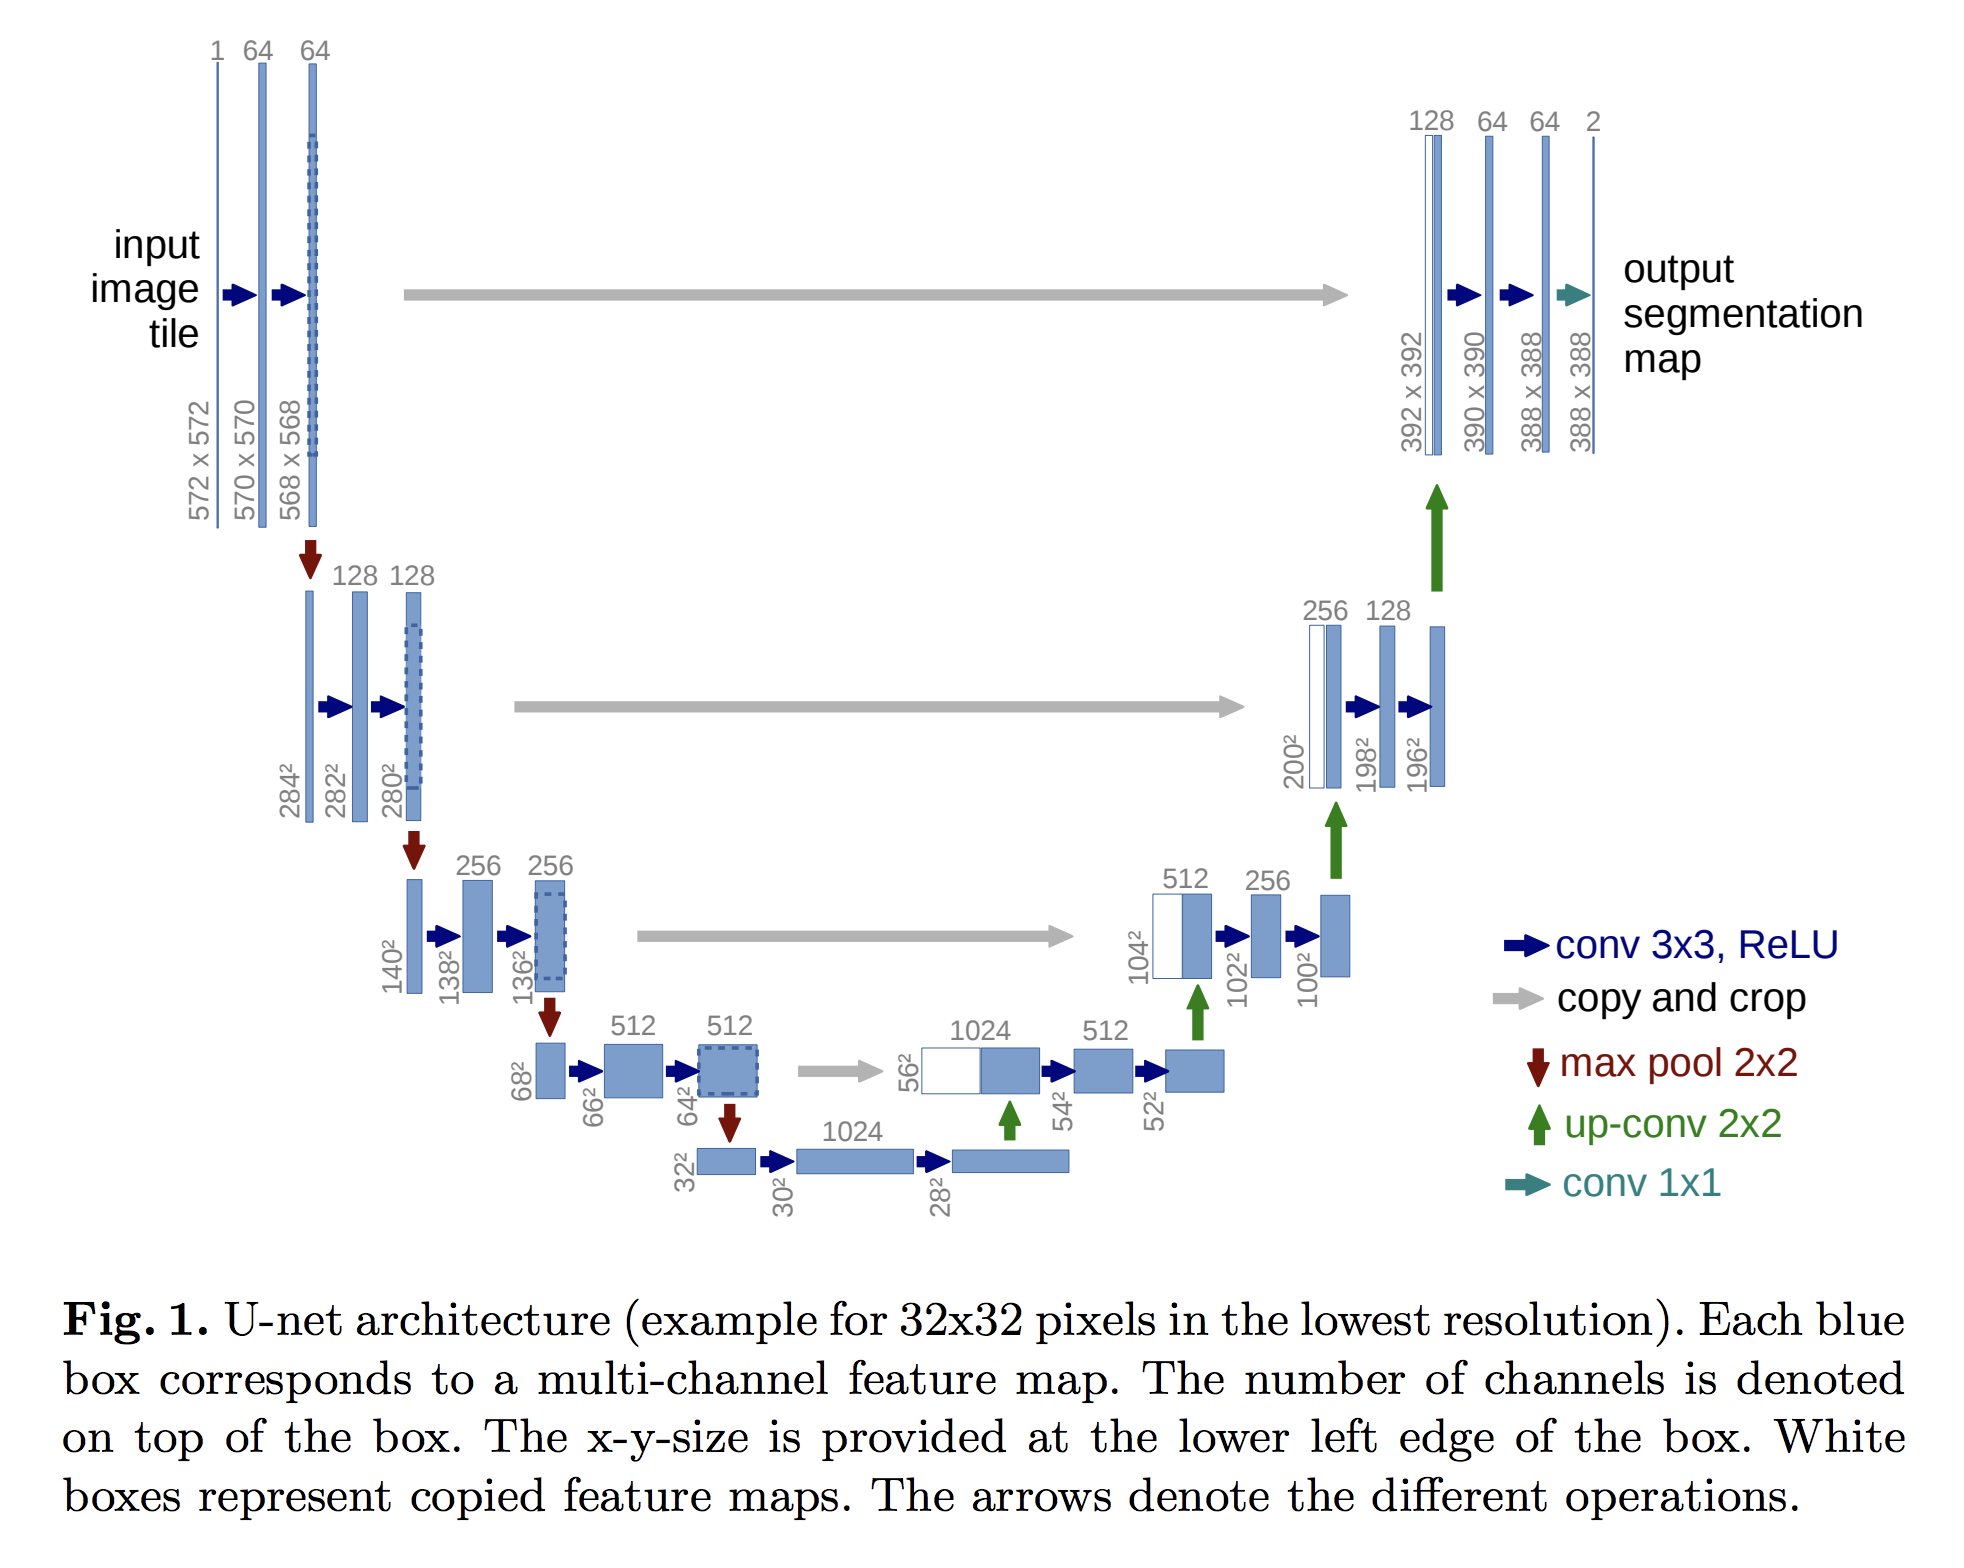 1 64 64
128 64 64 2
input
image
tile
output
segmentation
map
572 x 572
570 x 570
568 x 568
392 x 392
390 x 390
388 x 388
388 x 388
128 128
256 128
284²
282²
280²
200²
198²
196²
256 256
512 256
140²
138²
136²
104²
102²
100²
512 512
1024 512
68²
66²
64²
56²
54²
52²
1024
32²
30²
28²
conv 3x3, ReLU
copy and crop
max pool 2x2
up-conv 2x2
conv 1x1
Fig. 1. U-net architecture (example for 32x32 pixels in the lowest resolution). Each blue
box corresponds to a multi-channel feature map. The number of channels is denoted
on top of the box. The x-y-size is provided at the lower left edge of the box. White
boxes represent copied feature maps. The arrows denote the different operations.